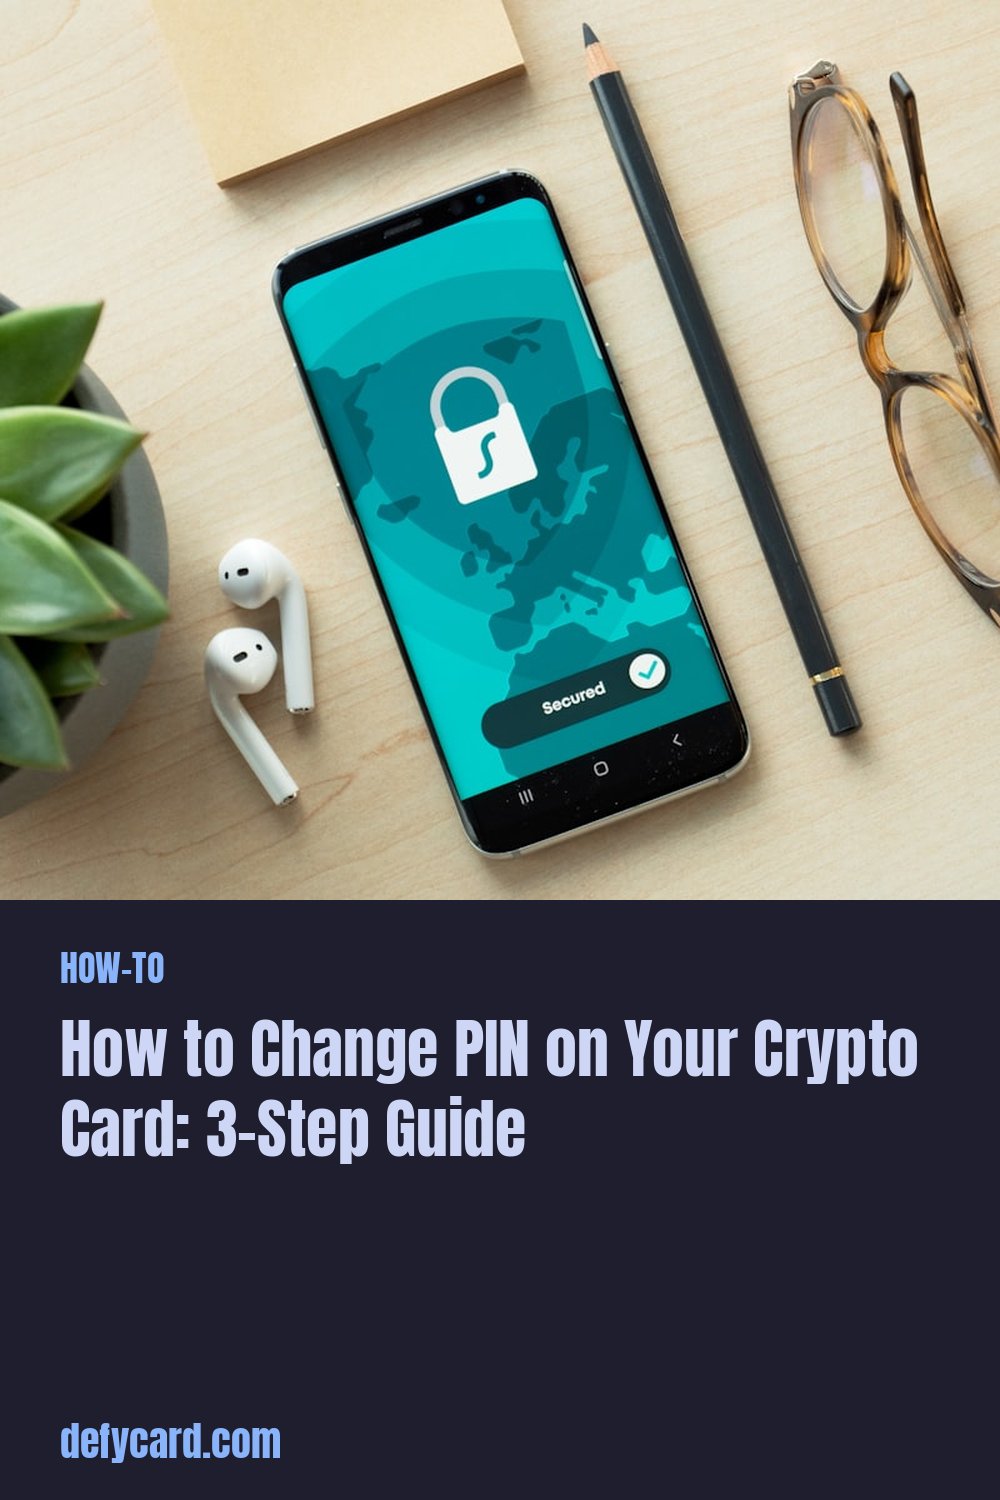 Secured
HOW-TO
How to Change PIN on Your Crypto
Card: 3-Step Guide
defycard.com